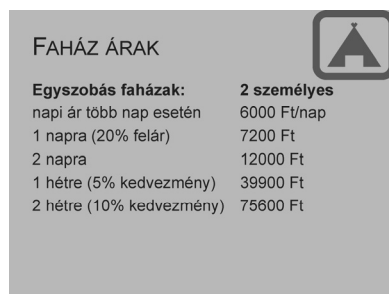 FAHÁZ ÁRAK
Egyszobás faházak: 2 személyes
napi ár több nap esetén 6000 Ft/nap
1 napra (20% felár) 7200 Ft
2 napra 12000 Ft
1 hétre (5% kedvezmény) 39900 Ft
2 hétre (10% kedvezmény) 75600 Ft